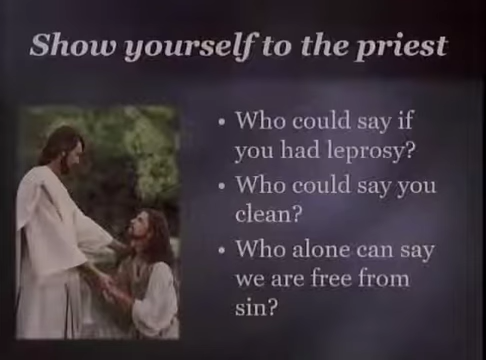 Show yourself to the priest
• Who could say if
you had leprosy?
• Who could say you
clean?
• Who alone can say
we are free from
sin?